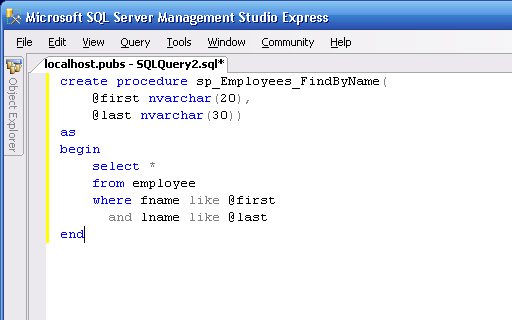 Microsoft SQL Server Management Studio Express
File Edit View Query Tools Window Community Help
Object Explorer
localhost.pubs - SQLQuery2.sql*
create procedure sp_Employees_FindByName(
    @first nvarchar(20),
    @last nvarchar(30))
as
begin
    select *
    from employee
    where fname like @first
      and lname like @last
end